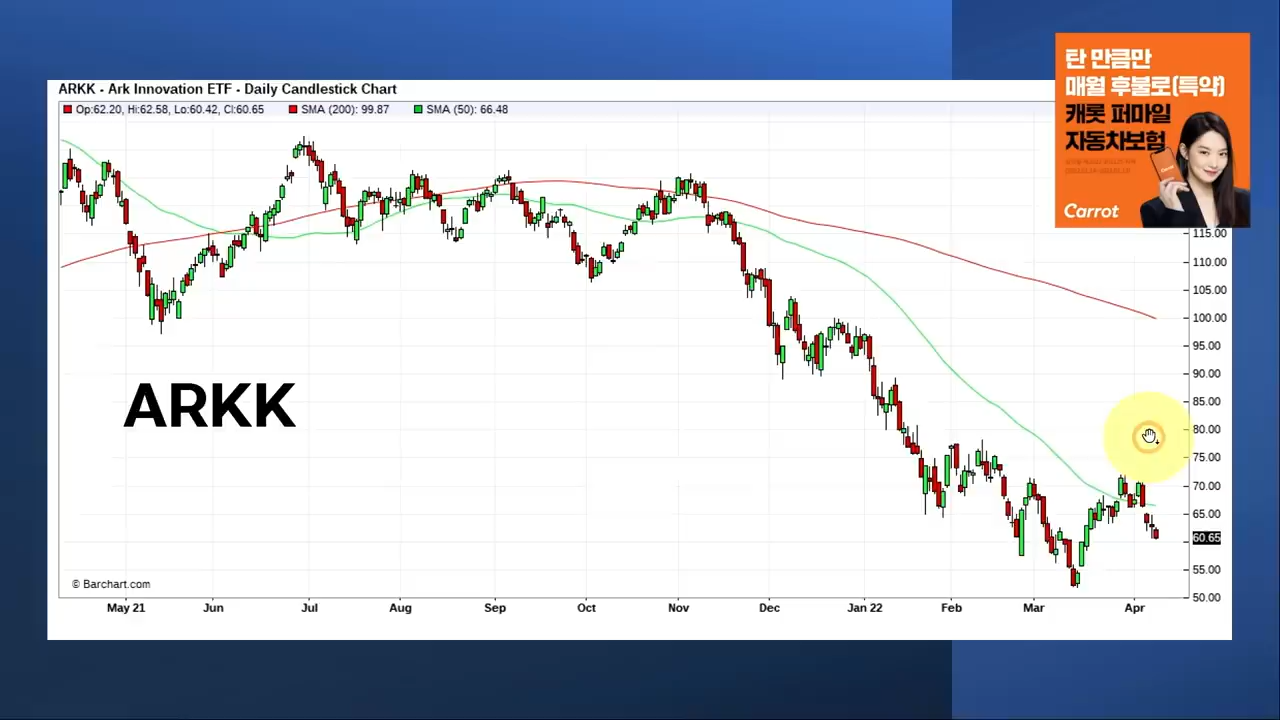 ARKK - Ark Innovation ETF - Daily Candlestick Chart
Op:62.20, Hi:62.58, Lo:60.42, Cl:60.65 SMA (200): 99.87 SMA (50): 66.48
탄 만큼만
매월 후불로(특약)
캐롯 퍼마일
자동차보험
Carrot
Carrot
115.00
110.00
105.00
100.00
95.00
90.00
85.00
80.00
75.00
70.00
65.00
60.65
55.00
50.00
ARKK
© Barchart.com
May 21 Jun Jul Aug Sep Oct Nov Dec Jan 22 Feb Mar Apr